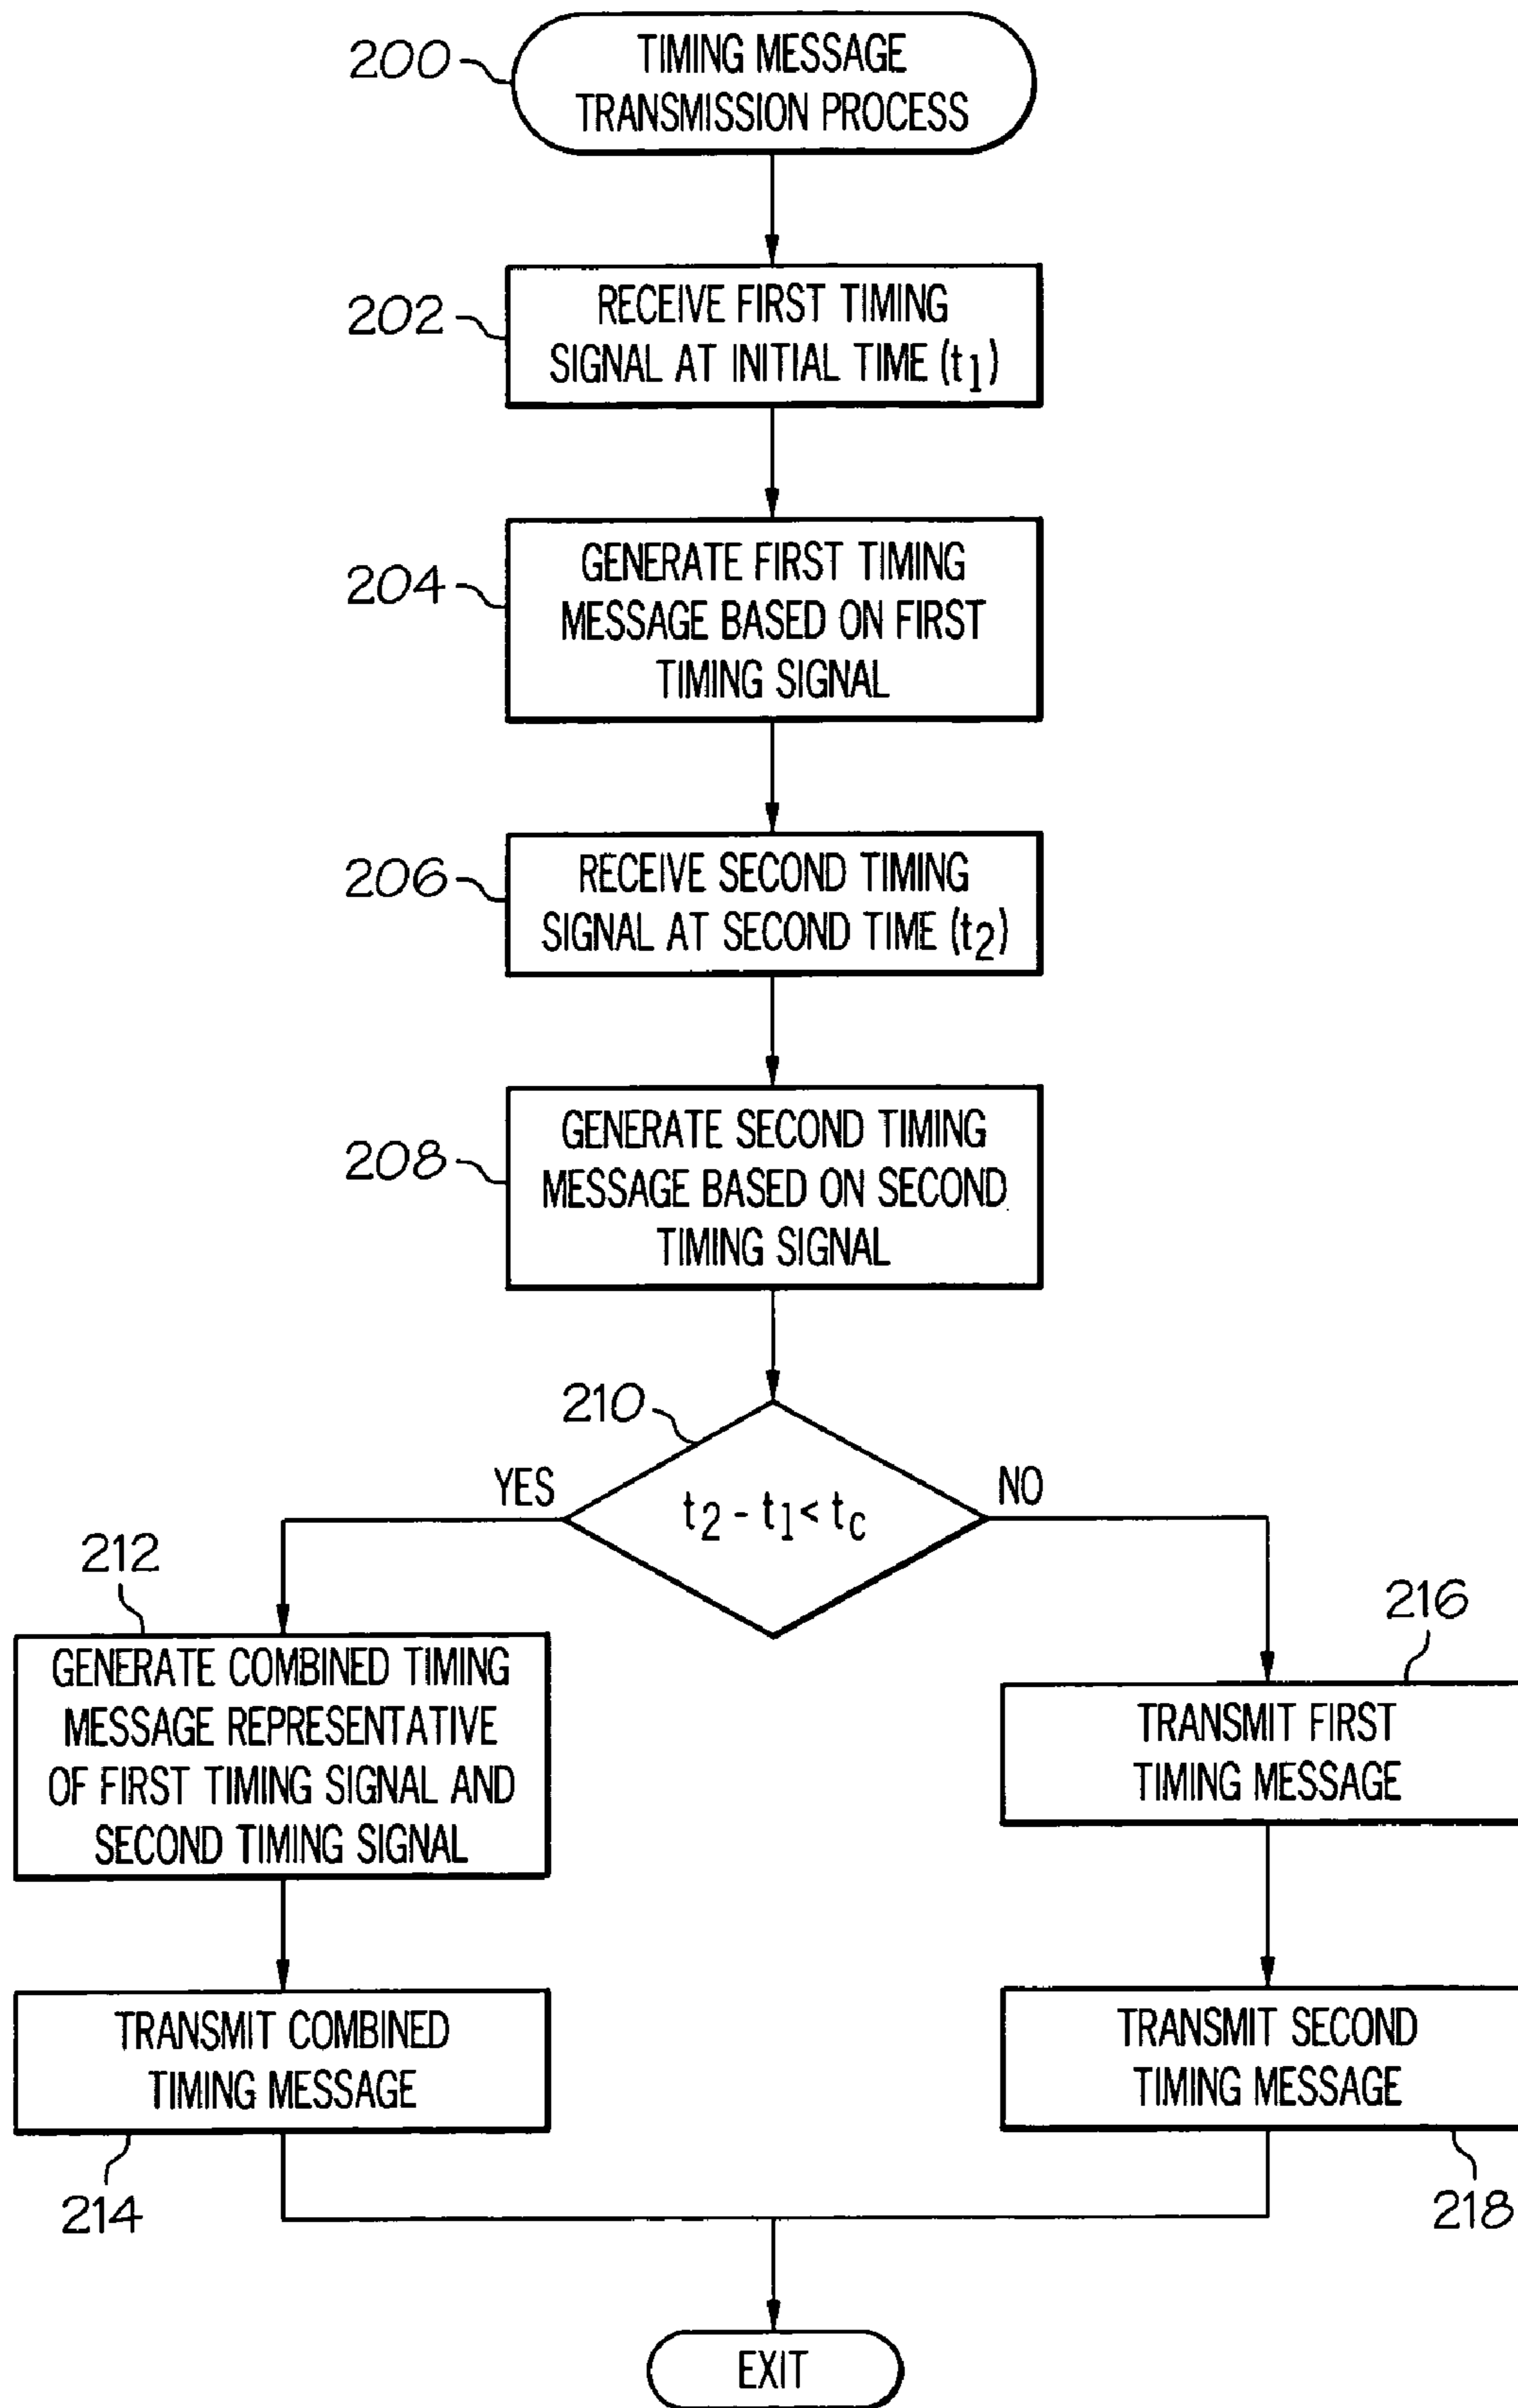 200
TIMING MESSAGE
TRANSMISSION PROCESS
202
RECEIVE FIRST TIMING
SIGNAL AT INITIAL TIME (t1)
204
GENERATE FIRST TIMING
MESSAGE BASED ON FIRST
TIMING SIGNAL
206
RECEIVE SECOND TIMING
SIGNAL AT SECOND TIME (t2)
208
GENERATE SECOND TIMING
MESSAGE BASED ON SECOND
TIMING SIGNAL
210
YES
t2 - t1 < tc
NO
212
GENERATE COMBINED TIMING
MESSAGE REPRESENTATIVE
OF FIRST TIMING SIGNAL AND
SECOND TIMING SIGNAL
216
TRANSMIT FIRST
TIMING MESSAGE
TRANSMIT COMBINED
TIMING MESSAGE
214
TRANSMIT SECOND
TIMING MESSAGE
218
EXIT